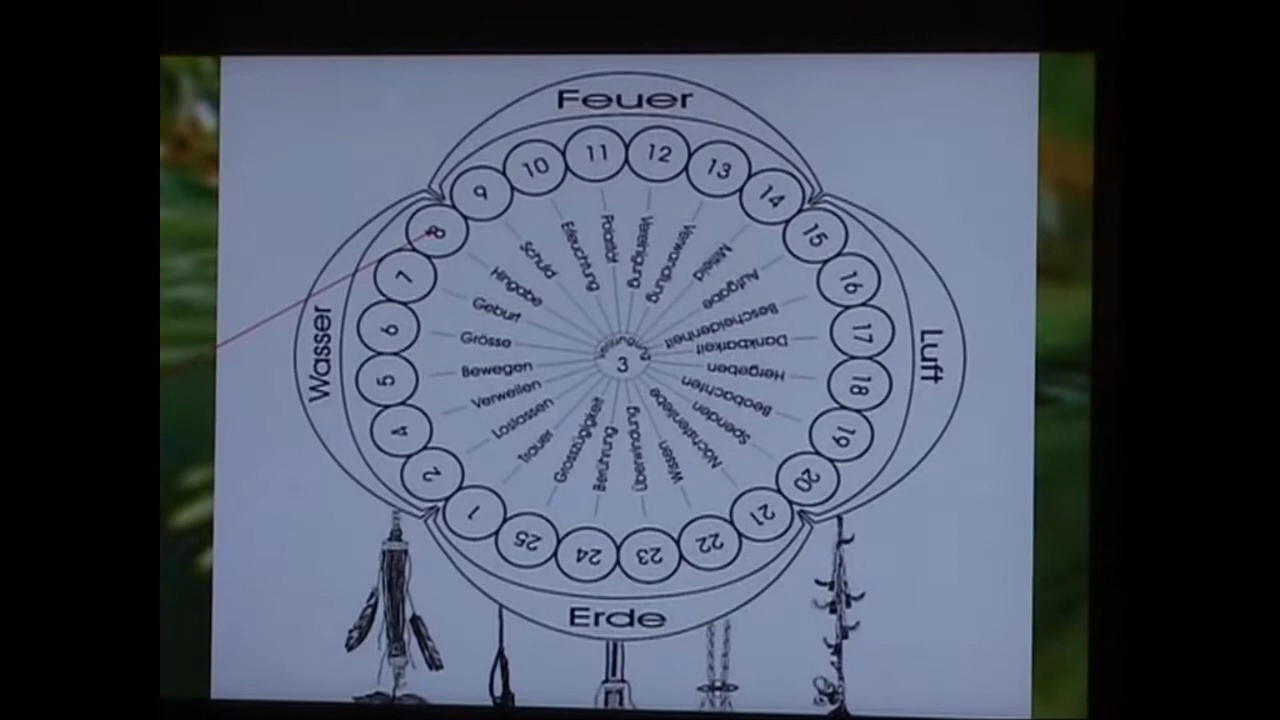 Feuer
11
12
10
13
9
14
8
15
7
16
6
17
5
18
4
19
2
20
1
21
25
22
24
23
Wasser
Luft
Erde
3
Polarität
Vereinigung
Erleuchtung
Verwandlung
Schuld
Mitleid
Hingabe
Aufgabe
Geburt
Bescheidenheit
Grösse
Dankbarkeit
Bewegen
Hergeben
Verweilen
Beobachten
Loslassen
Spenden
Trauer
Nächstenliebe
Grosszügigkeit
Wissen
Berührung
Überwindung